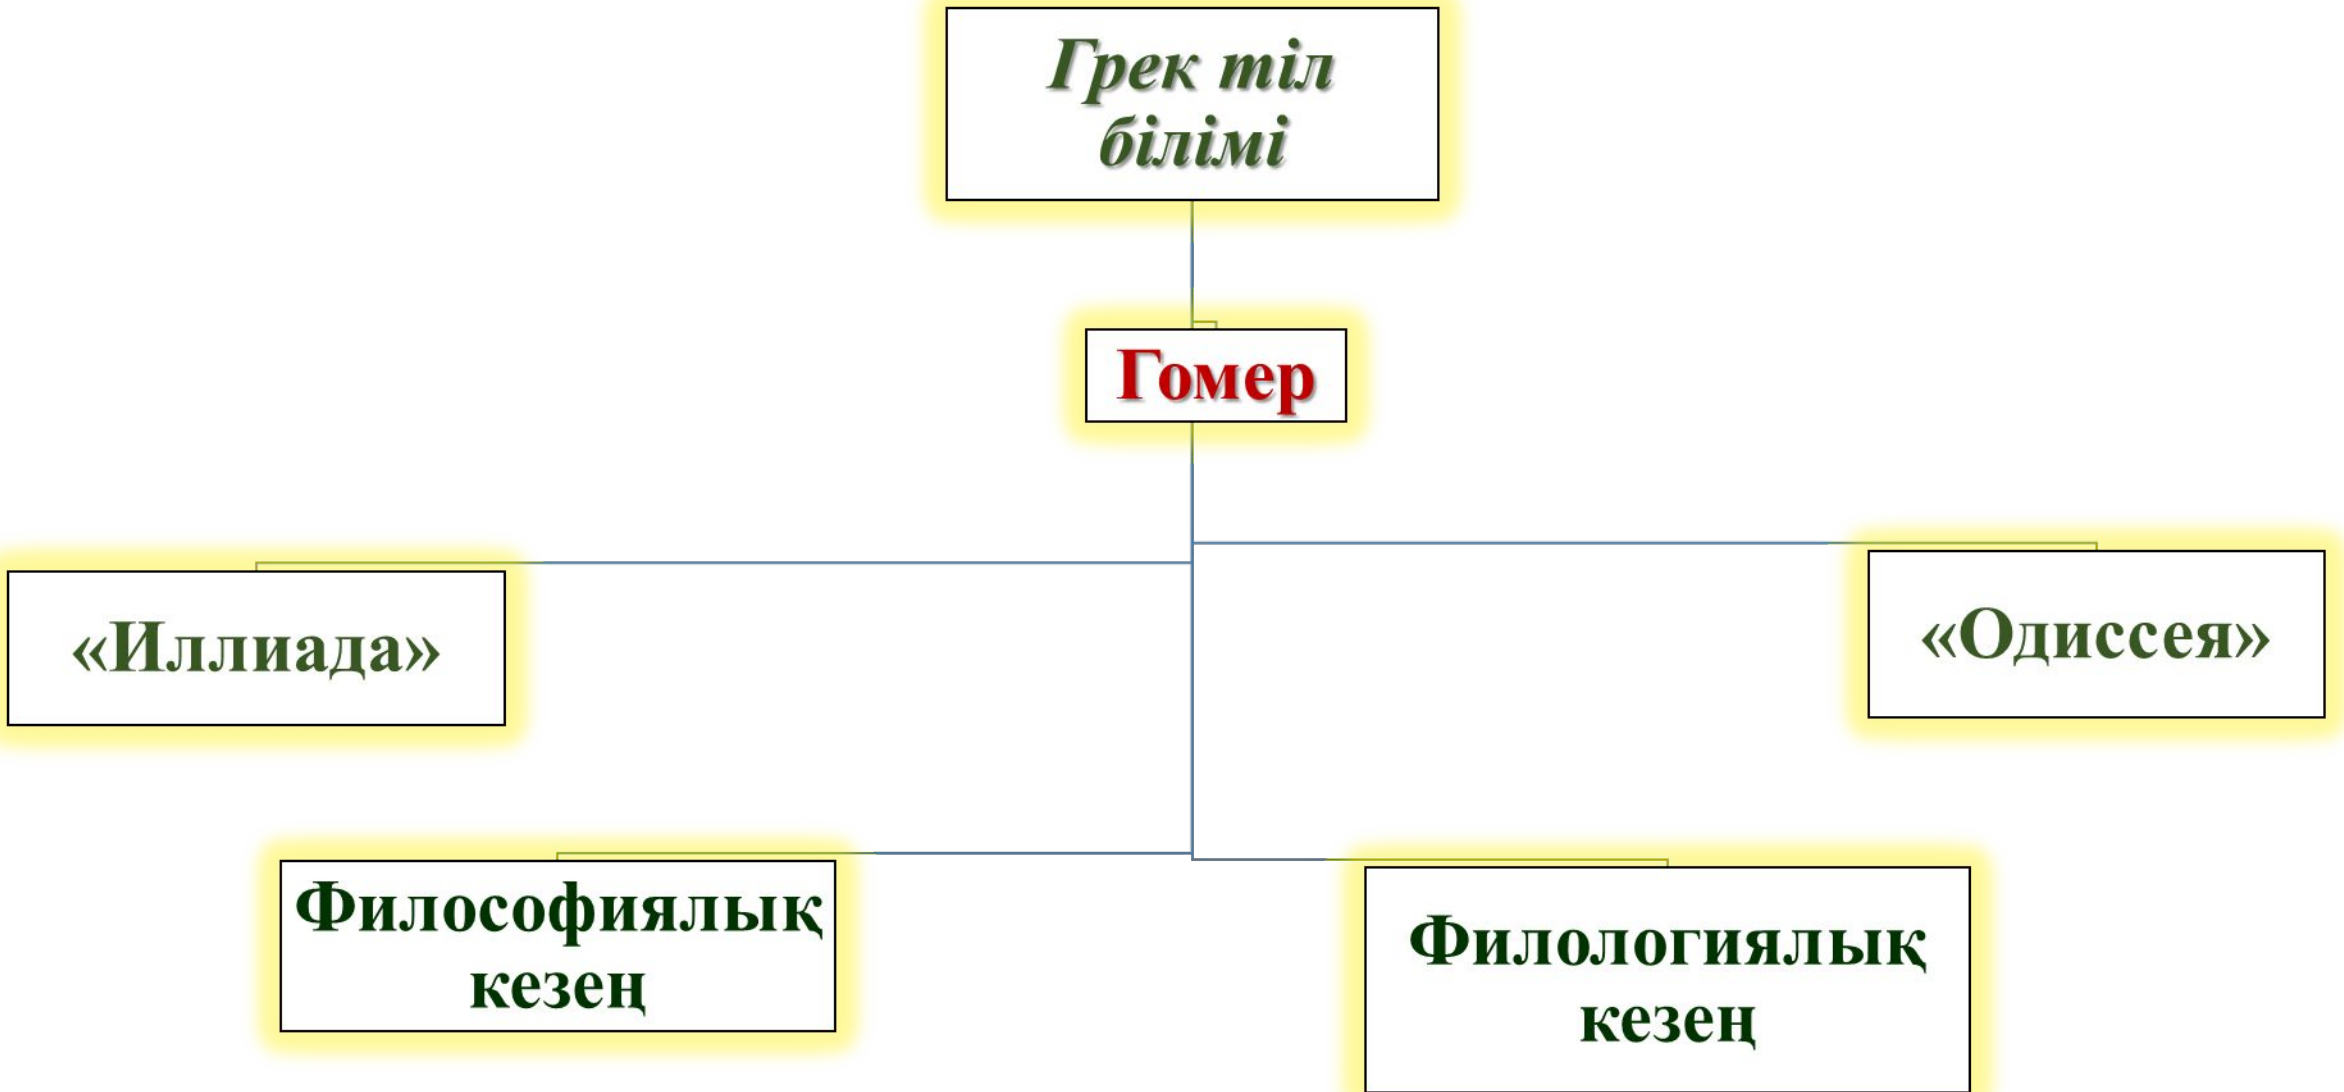 Грек тіл
білімі
Гомер
«Иллиада»
«Одиссея»
Философиялық
кезең
Филологиялық
кезең